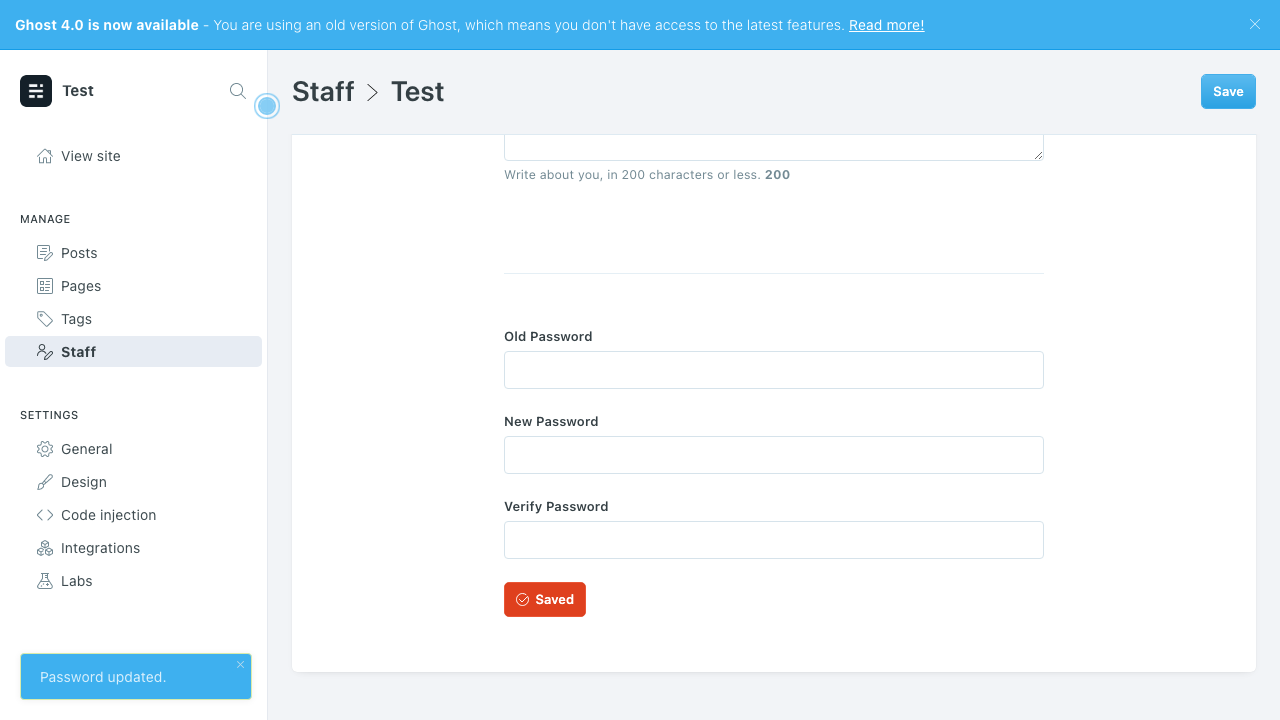 Ghost 4.0 is now available - You are using an old version of Ghost, which means you don't have access to the latest features. Read more!
Test
Staff > Test
Save
View site
Write about you, in 200 characters or less. 200
MANAGE
Posts
Pages
Tags
Staff
Old Password
New Password
Verify Password
Saved
SETTINGS
General
Design
Code injection
Integrations
Labs
Password updated.